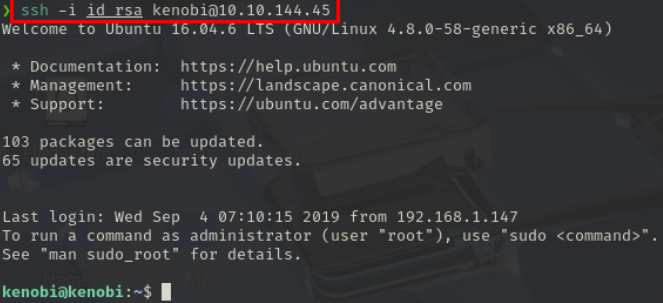 ❯ ssh -i id_rsa kenobi@10.10.144.45
Welcome to Ubuntu 16.04.6 LTS (GNU/Linux 4.8.0-58-generic x86_64)

 * Documentation:  https://help.ubuntu.com
 * Management:     https://landscape.canonical.com
 * Support:        https://ubuntu.com/advantage

103 packages can be updated.
65 updates are security updates.


Last login: Wed Sep  4 07:10:15 2019 from 192.168.1.147
To run a command as administrator (user "root"), use "sudo <command>".
See "man sudo_root" for details.

kenobi@kenobi:~$